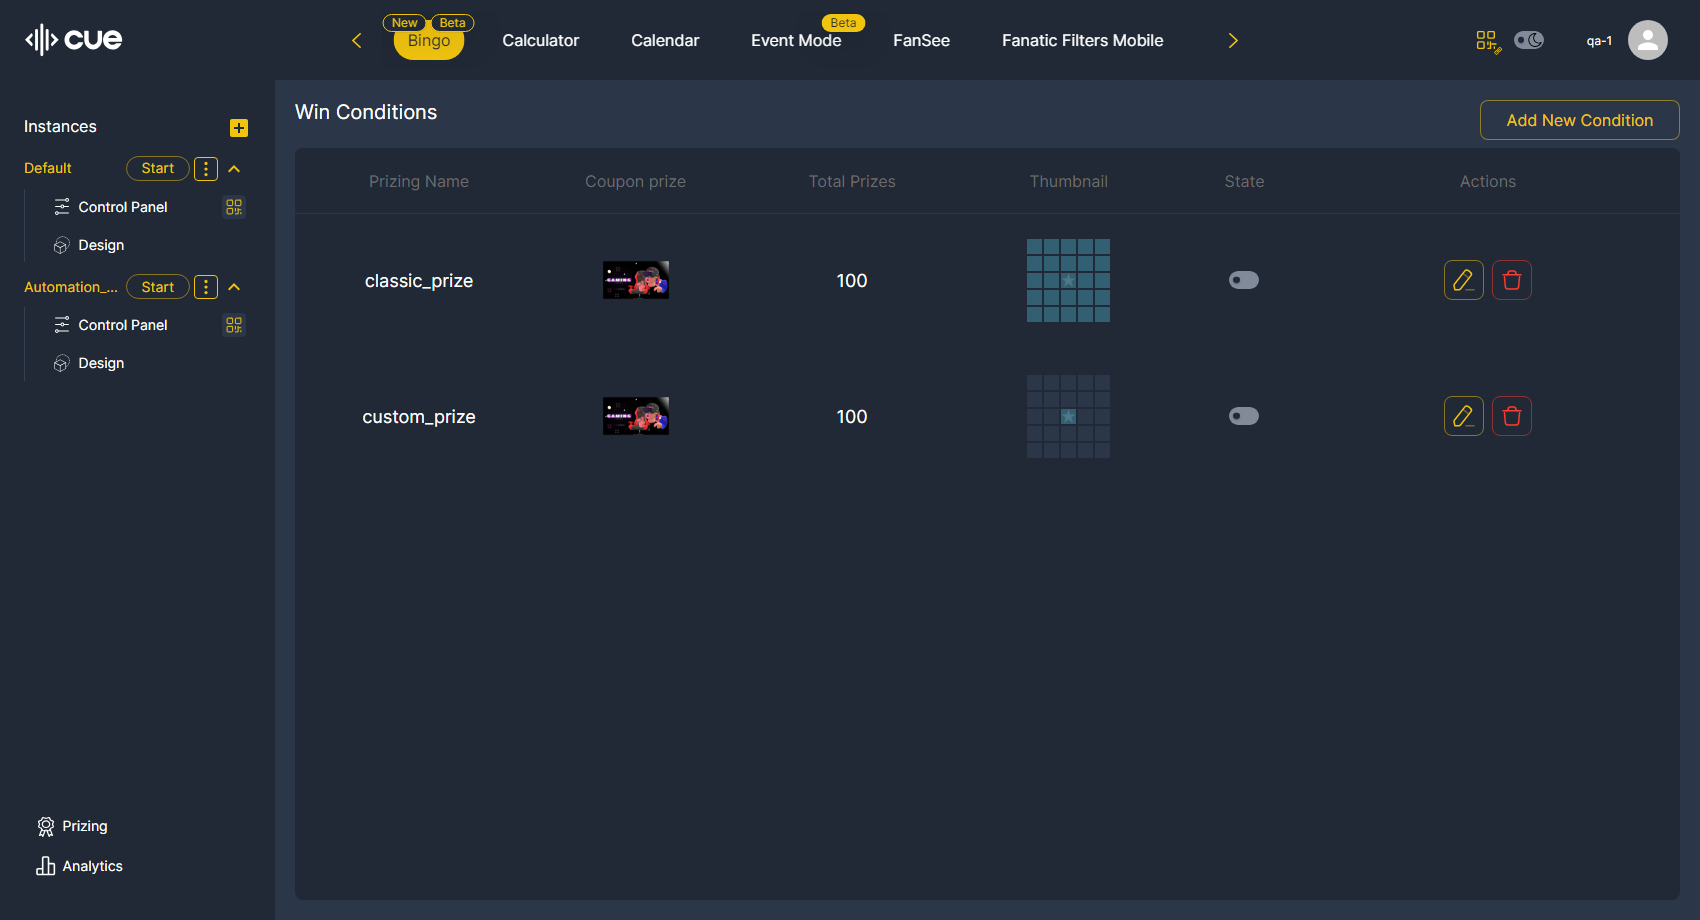 cue
New Beta
Bingo
Calculator
Calendar
Beta
Event Mode
FanSee
Fanatic Filters Mobile
qa-1
Instances
Default Start
Control Panel
Design
Automation_... Start
Control Panel
Design
Prizing
Analytics
Win Conditions
Add New Condition
Prizing Name Coupon prize Total Prizes Thumbnail State Actions
classic_prize GAMING 100
custom_prize GAMING 100